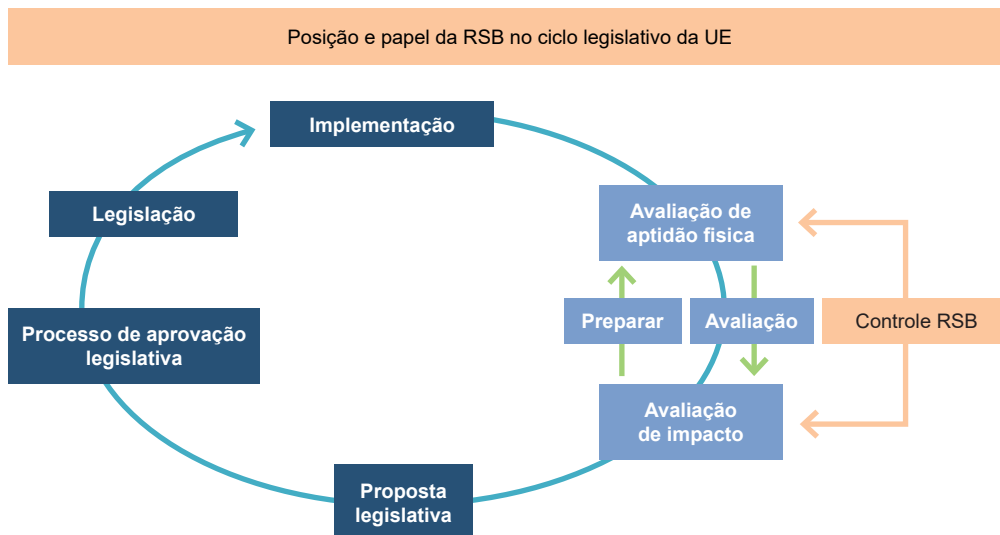 Posição e papel da RSB no ciclo legislativo da UE
Implementação
Legislação
Avaliação de
aptidão fisica
Processo de aprovação
legislativa
Preparar
Avaliação
Controle RSB
Avaliação
de impacto
Proposta
legislativa